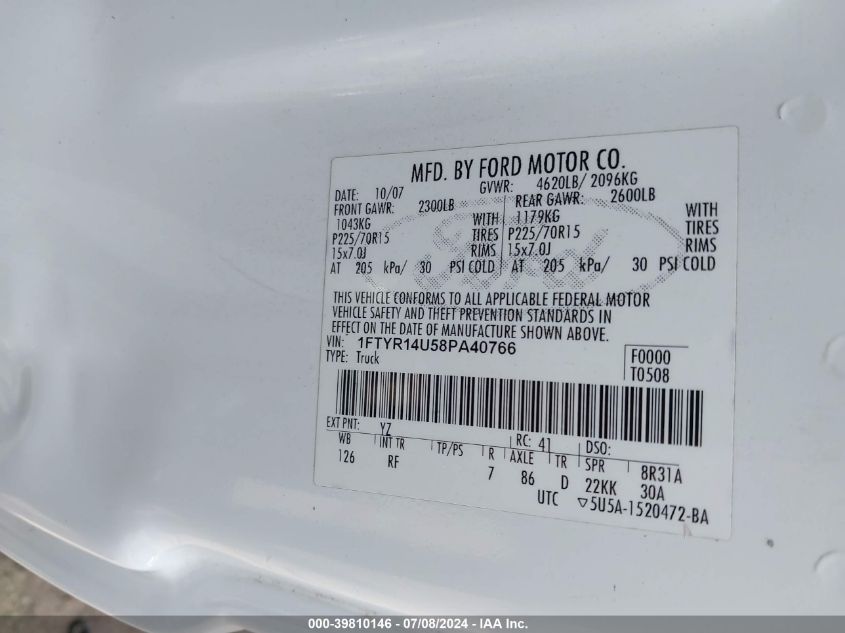 MFD. BY FORD MOTOR CO.
DATE: 10/07 GVWR: 4620LB/ 2096KG
FRONT GAWR: 2300LB REAR GAWR: 2600LB
1043KG WITH 1179KG WITH
P225/70R15 TIRES P225/70R15 TIRES
15x7.0J RIMS 15x7.0J RIMS
AT 205 kPa/ 30 PSI COLD AT 205 kPa/ 30 PSI COLD
Ford
THIS VEHICLE CONFORMS TO ALL APPLICABLE FEDERAL MOTOR
VEHICLE SAFETY AND THEFT PREVENTION STANDARDS IN
EFFECT ON THE DATE OF MANUFACTURE SHOWN ABOVE.
VIN: 1FTYR14U58PA40766 F0000
TYPE: Truck T0508
EXT PNT: YZ RC: 41 DSO:
WB INT TR TP/PS R AXLE TR SPR 8R31A
126 RF 7 86 D 22KK 30A
UTC ▽5U5A-1520472-BA
000-39810146 - 07/08/2024 - IAA Inc.